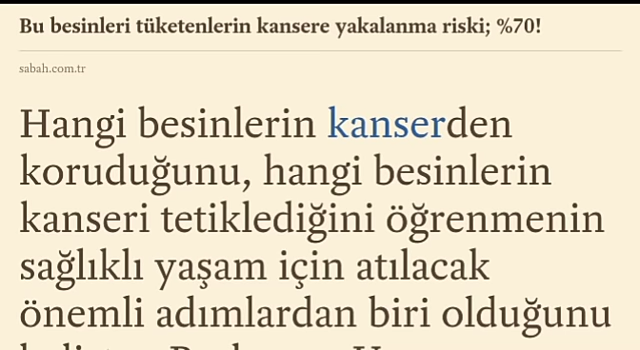 Bu besinleri tüketenlerin kansere yakalanma riski; %70!
sabah.com.tr
Hangi besinlerin kanserden
koruduğunu, hangi besinlerin
kanseri tetiklediğini öğrenmenin
sağlıklı yaşam için atılacak
önemli adımlardan biri olduğunu